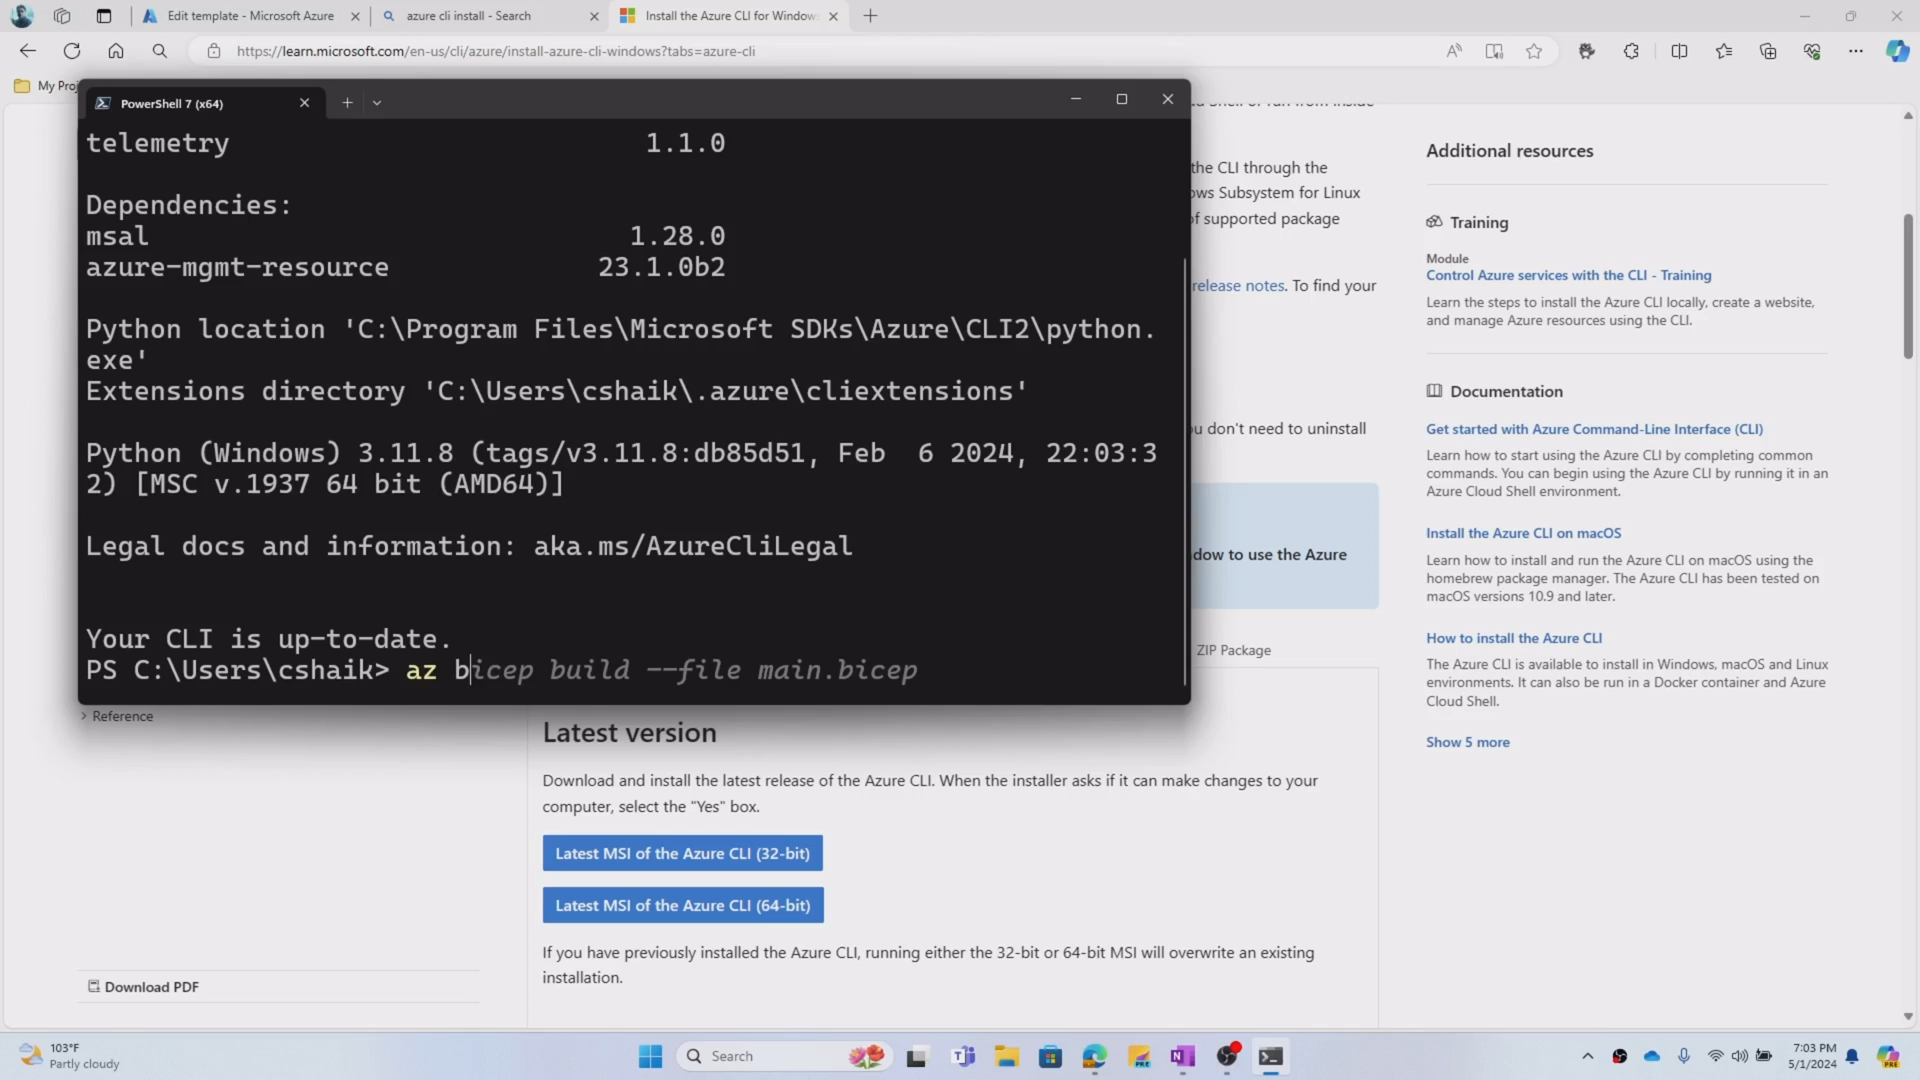 Edit template - Microsoft Azure
azure cli install - Search
Install the Azure CLI for Window
https://learn.microsoft.com/en-us/cli/azure/install-azure-cli-windows?tabs=azure-cli
My Proj
PowerShell 7 (x64)
telemetry 1.1.0
Dependencies:
msal 1.28.0
azure-mgmt-resource 23.1.0b2
Python location 'C:\Program Files\Microsoft SDKs\Azure\CLI2\python.
exe'
Extensions directory 'C:\Users\cshaik\.azure\cliextensions'
Python (Windows) 3.11.8 (tags/v3.11.8:db85d51, Feb  6 2024, 22:03:3
2) [MSC v.1937 64 bit (AMD64)]
Legal docs and information: aka.ms/AzureCliLegal
Your CLI is up-to-date.
PS C:\Users\cshaik> az bicep build --file main.bicep
the CLI through the
ows Subsystem for Linux
of supported package
release notes. To find your
u don't need to uninstall
dow to use the Azure
ZIP Package
Reference
Latest version
Download and install the latest release of the Azure CLI. When the installer asks if it can make changes to your
computer, select the "Yes" box.
Latest MSI of the Azure CLI (32-bit)
Latest MSI of the Azure CLI (64-bit)
If you have previously installed the Azure CLI, running either the 32-bit or 64-bit MSI will overwrite an existing
installation.
Download PDF
Additional resources
Training
Module
Control Azure services with the CLI - Training
Learn the steps to install the Azure CLI locally, create a website,
and manage Azure resources using the CLI.
Documentation
Get started with Azure Command-Line Interface (CLI)
Learn how to start using the Azure CLI by completing common
commands. You can begin using the Azure CLI by running it in an
Azure Cloud Shell environment.
Install the Azure CLI on macOS
Learn how to install and run the Azure CLI on macOS using the
homebrew package manager. The Azure CLI has been tested on
macOS versions 10.9 and later.
How to install the Azure CLI
The Azure CLI is available to install in Windows, macOS and Linux
environments. It can also be run in a Docker container and Azure
Cloud Shell.
Show 5 more
103°F
Partly cloudy
Search
7:03 PM
5/1/2024